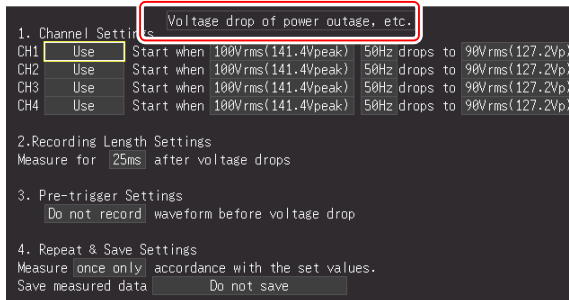 Voltage drop of power outage, etc.
1. Channel Settings
CH1 Use Start when 100Vrms(141.4Vpeak) 50Hz drops to 90Vrms(127.2Vp)
CH2 Use Start when 100Vrms(141.4Vpeak) 50Hz drops to 90Vrms(127.2Vp)
CH3 Use Start when 100Vrms(141.4Vpeak) 50Hz drops to 90Vrms(127.2Vp)
CH4 Use Start when 100Vrms(141.4Vpeak) 50Hz drops to 90Vrms(127.2Vp)
2.Recording Length Settings
Measure for 25ms after voltage drops
3. Pre-trigger Settings
Do not record waveform before voltage drop
4. Repeat & Save Settings
Measure once only accordance with the set values.
Save measured data Do not save